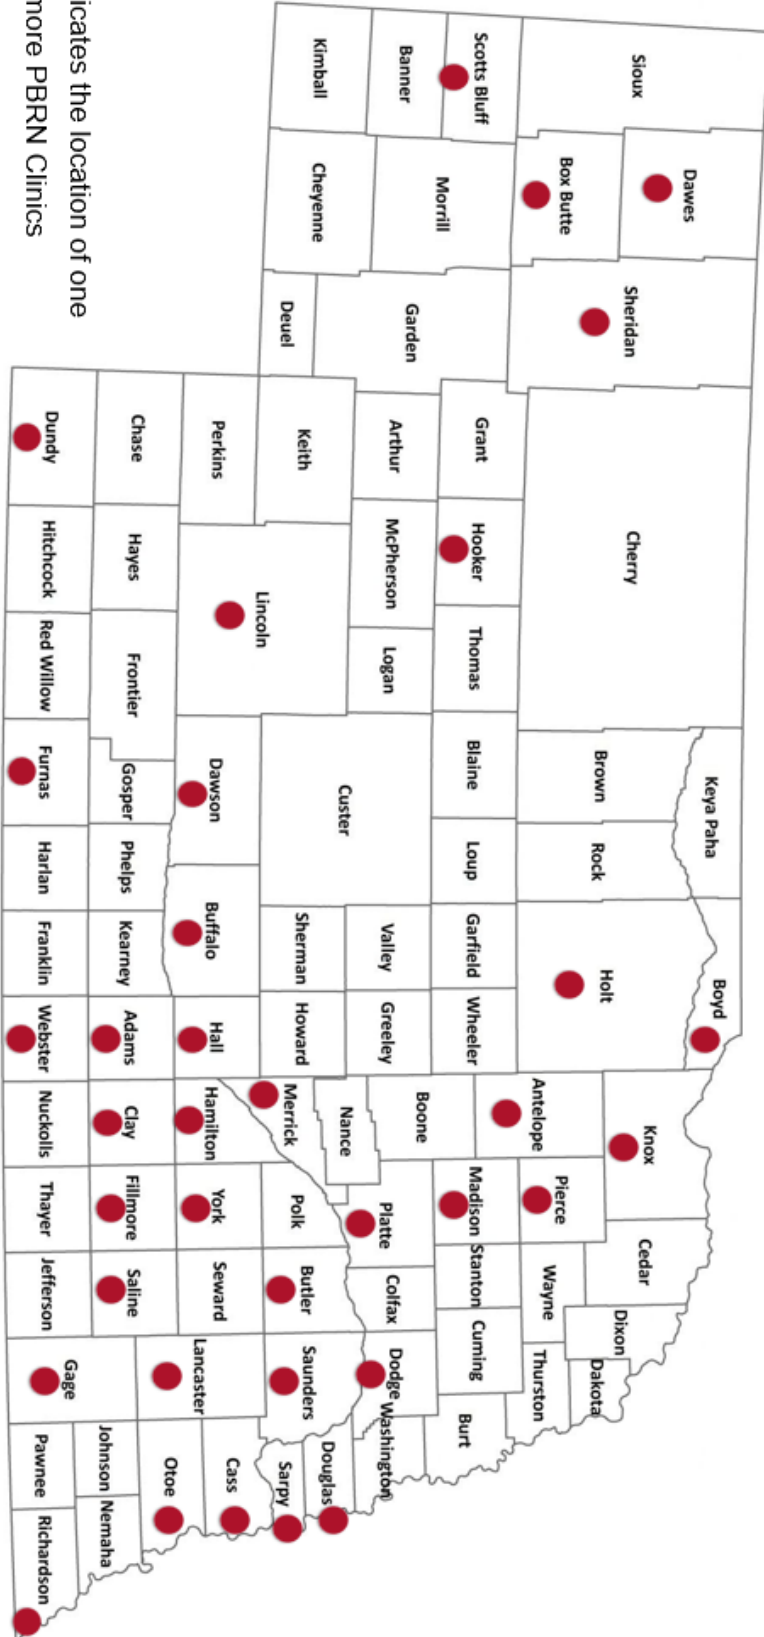 Sioux
Dawes
Sheridan
Cherry
Keya Paha
Boyd
Box Butte
Scotts Bluff
Banner
Kimball
Morrill
Cheyenne
Garden
Deuel
Grant
Hooker
Thomas
Blaine
Loup
Garfield
Wheeler
Brown
Rock
Holt
Knox
Antelope
Pierce
Cedar
Dixon
Dakota
Wayne
Thurston
Arthur
McPherson
Logan
Custer
Valley
Greeley
Boone
Madison
Stanton
Cuming
Burt
Keith
Lincoln
Sherman
Howard
Nance
Merrick
Platte
Colfax
Dodge
Washington
Perkins
Dawson
Buffalo
Hall
Hamilton
Polk
York
Butler
Seward
Saunders
Lancaster
Douglas
Sarpy
Cass
Otoe
Chase
Hayes
Frontier
Gosper
Phelps
Kearney
Adams
Clay
Fillmore
Saline
Gage
Johnson
Nemaha
Dundy
Hitchcock
Red Willow
Furnas
Harlan
Franklin
Webster
Nuckolls
Thayer
Jefferson
Pawnee
Richardson
icates the location of one
more PBRN Clinics